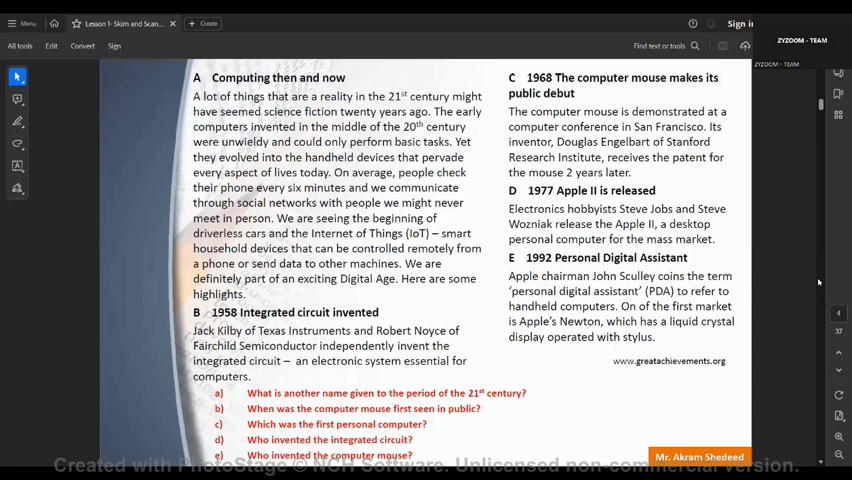 Menu
Lesson 1- Skim and Scan...
Create
Sign in
All tools
Edit
Convert
Sign
Find text or tools
ZYZOOM - TEAM
ZYZOOM - TEAM
A Computing then and now
A lot of things that are a reality in the 21st century might
have seemed science fiction twenty years ago. The early
computers invented in the middle of the 20th century
were unwieldy and could only perform basic tasks. Yet
they evolved into the handheld devices that pervade
every aspect of lives today. On average, people check
their phone every six minutes and we communicate
through social networks with people we might never
meet in person. We are seeing the beginning of
driverless cars and the Internet of Things (IoT) – smart
household devices that can be controlled remotely from
a phone or send data to other machines. We are
definitely part of an exciting Digital Age. Here are some
highlights.
B 1958 Integrated circuit invented
Jack Kilby of Texas Instruments and Robert Noyce of
Fairchild Semiconductor independently invent the
integrated circuit – an electronic system essential for
computers.
C 1968 The computer mouse makes its
public debut
The computer mouse is demonstrated at a
computer conference in San Francisco. Its
inventor, Douglas Engelbart of Stanford
Research Institute, receives the patent for
the mouse 2 years later.
D 1977 Apple II is released
Electronics hobbyists Steve Jobs and Steve
Wozniak release the Apple II, a desktop
personal computer for the mass market.
E 1992 Personal Digital Assistant
Apple chairman John Sculley coins the term
‘personal digital assistant’ (PDA) to refer to
handheld computers. On of the first market
is Apple's Newton, which has a liquid crystal
display operated with stylus.
www.greatachievements.org
a) What is another name given to the period of the 21st century?
b) When was the computer mouse first seen in public?
c) Which was the first personal computer?
d) Who invented the integrated circuit?
e) Who invented the computer mouse?
Mr. Akram Shedeed
4
37
Created with PhotoStage © NCH Software. Unlicensed non-commercial version.